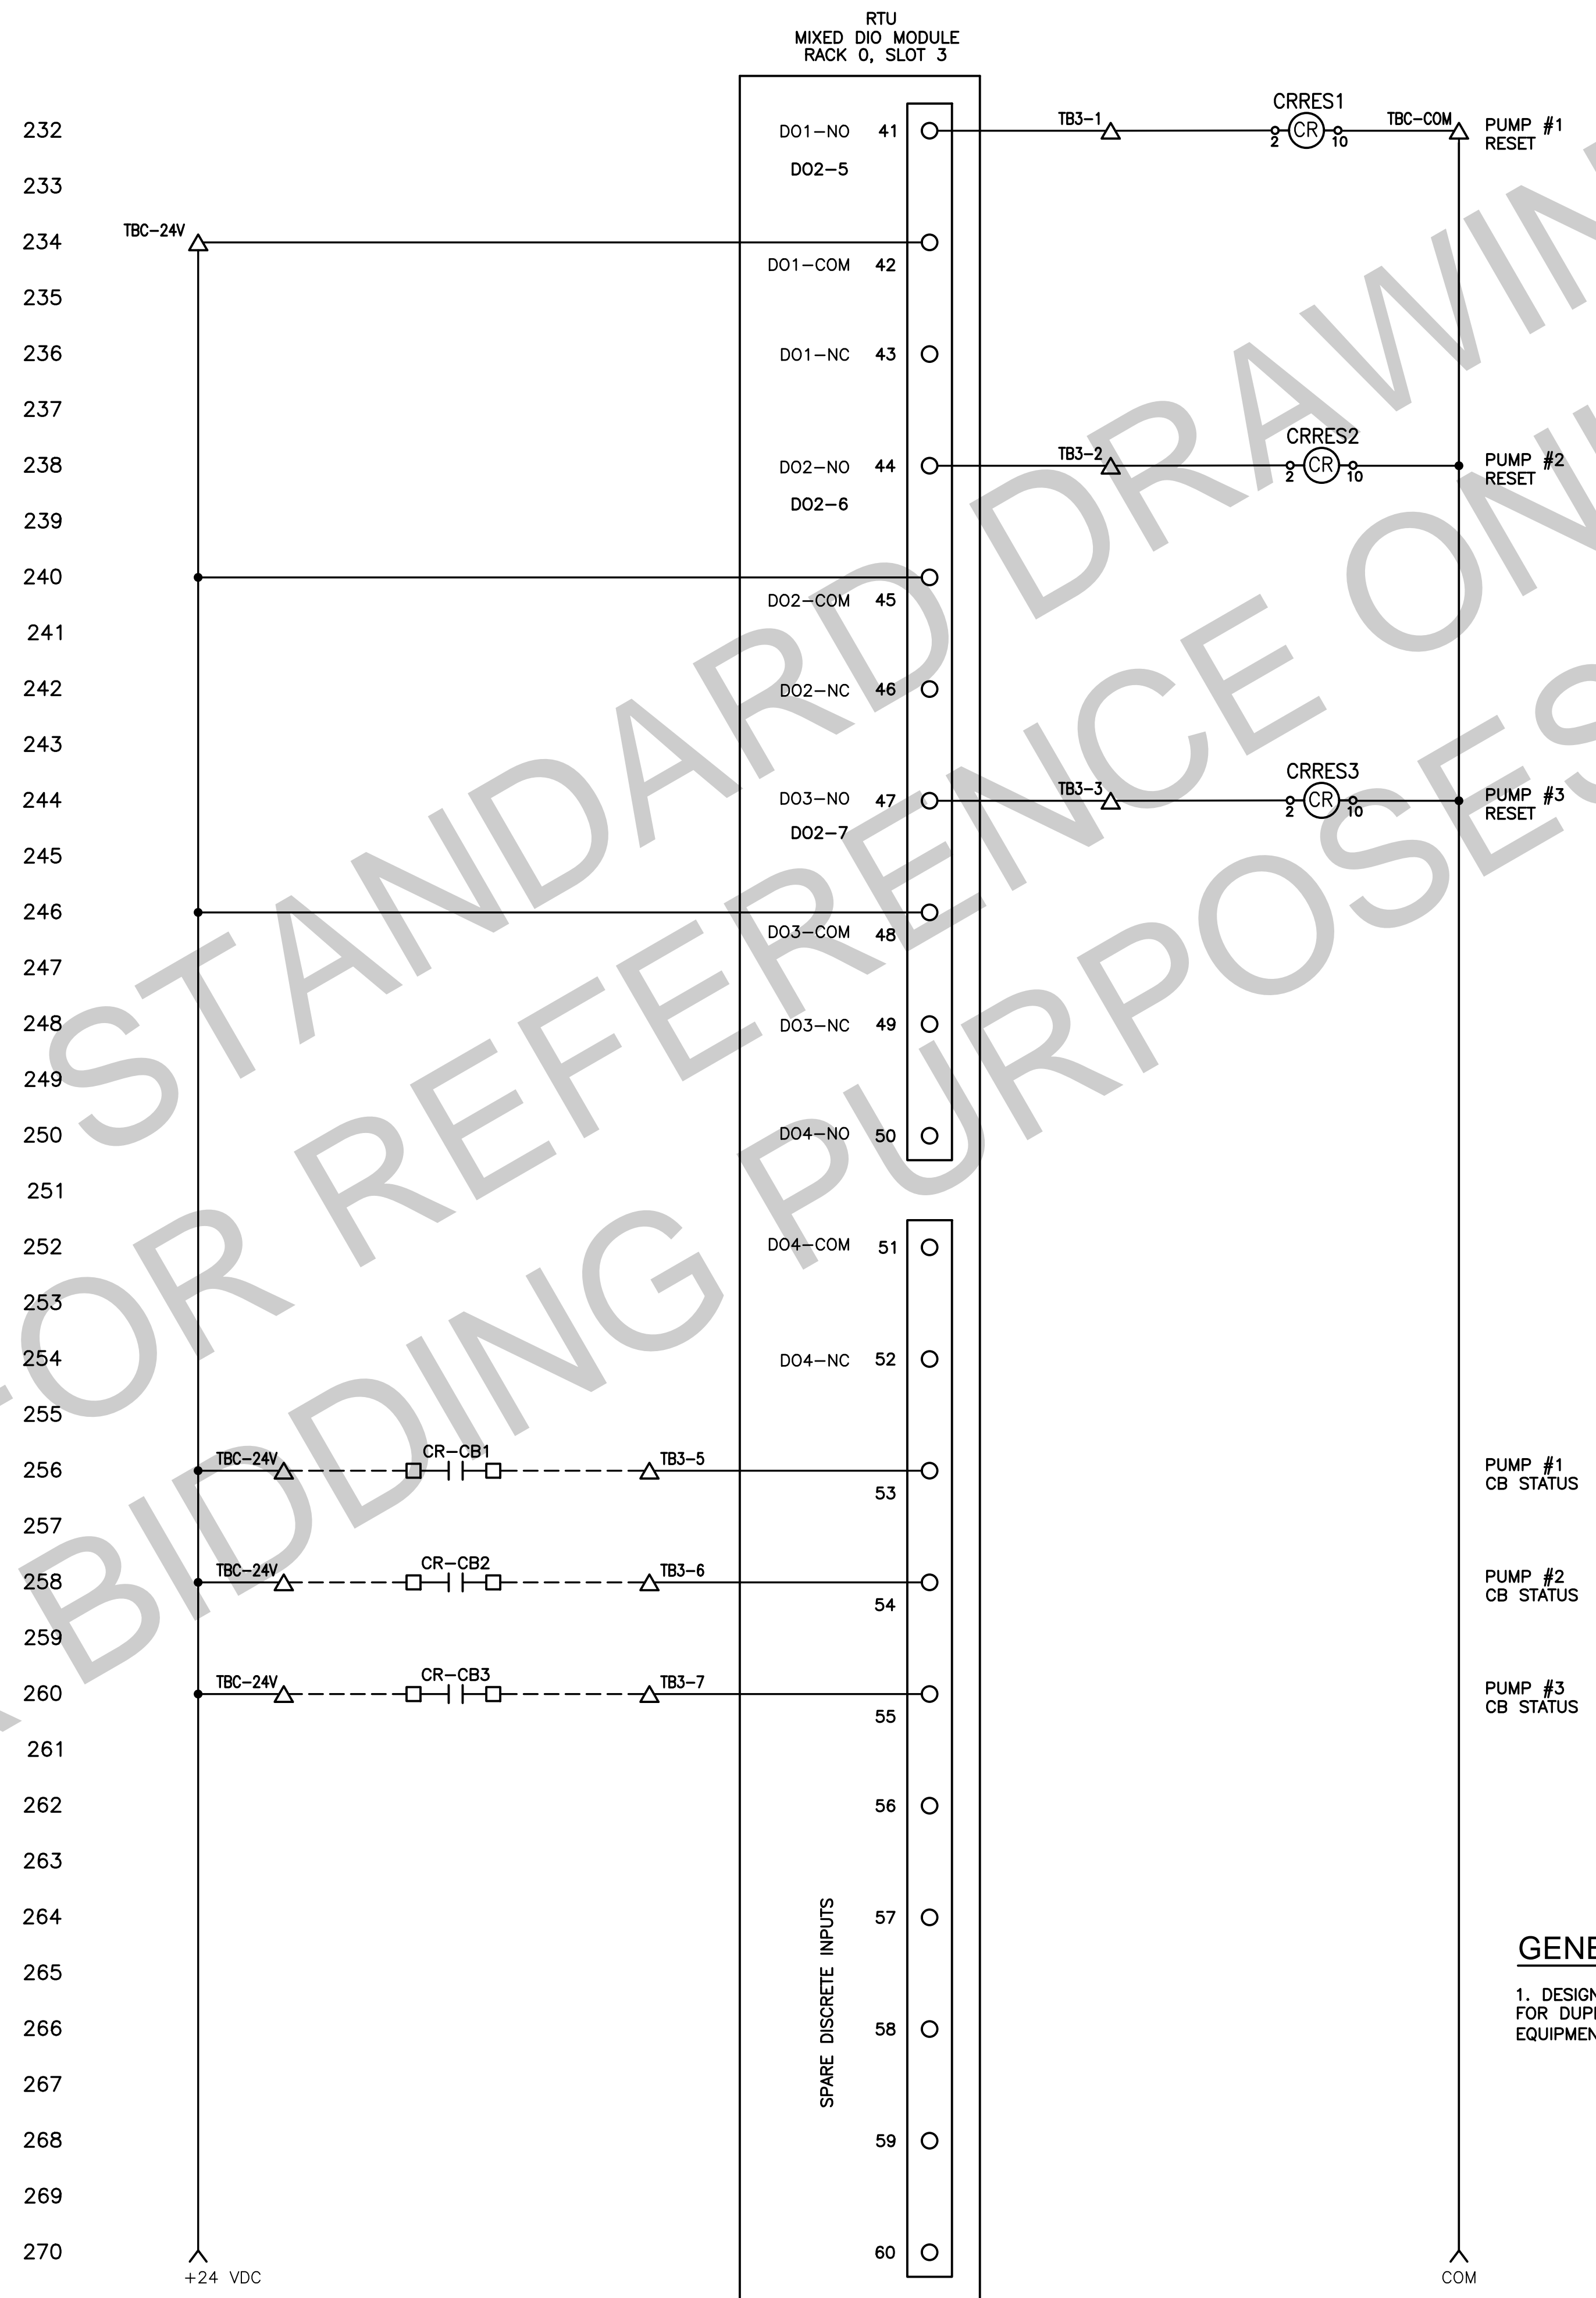 RTU
MIXED DIO MODULE
RACK 0, SLOT 3
232 DO1-NO 41 TB3-1 CRRES1 CR 2 10 TBC-COM PUMP #1
RESET
DO2-5
233
TBC-24V
234
DO1-COM 42
235
236 DO1-NC 43
237
238 DO2-NO 44 TB3-2 CRRES2 CR 2 10 PUMP #2
RESET
DO2-6
239
240
DO2-COM 45
241
242 DO2-NC 46
243
244 DO3-NO 47 TB3-3 CRRES3 CR 2 10 PUMP #3
RESET
DO2-7
245
246
DO3-COM 48
247
248 DO3-NC 49
249
250 DO4-NO 50
251
252 DO4-COM 51
253
254 DO4-NC 52
255
256 TBC-24V CR-CB1 TB3-5 PUMP #1
CB STATUS
53
257
258 TBC-24V CR-CB2 TB3-6 PUMP #2
CB STATUS
54
259
260 TBC-24V CR-CB3 TB3-7 PUMP #3
CB STATUS
55
261
262 56
263
264 57
265
266 58
267
268 59
269
270 60
SPARE DISCRETE INPUTS
+24 VDC
COM
1. DESIGN
FOR
STANDARD
REFERENCE
BIDDING PURPOSES